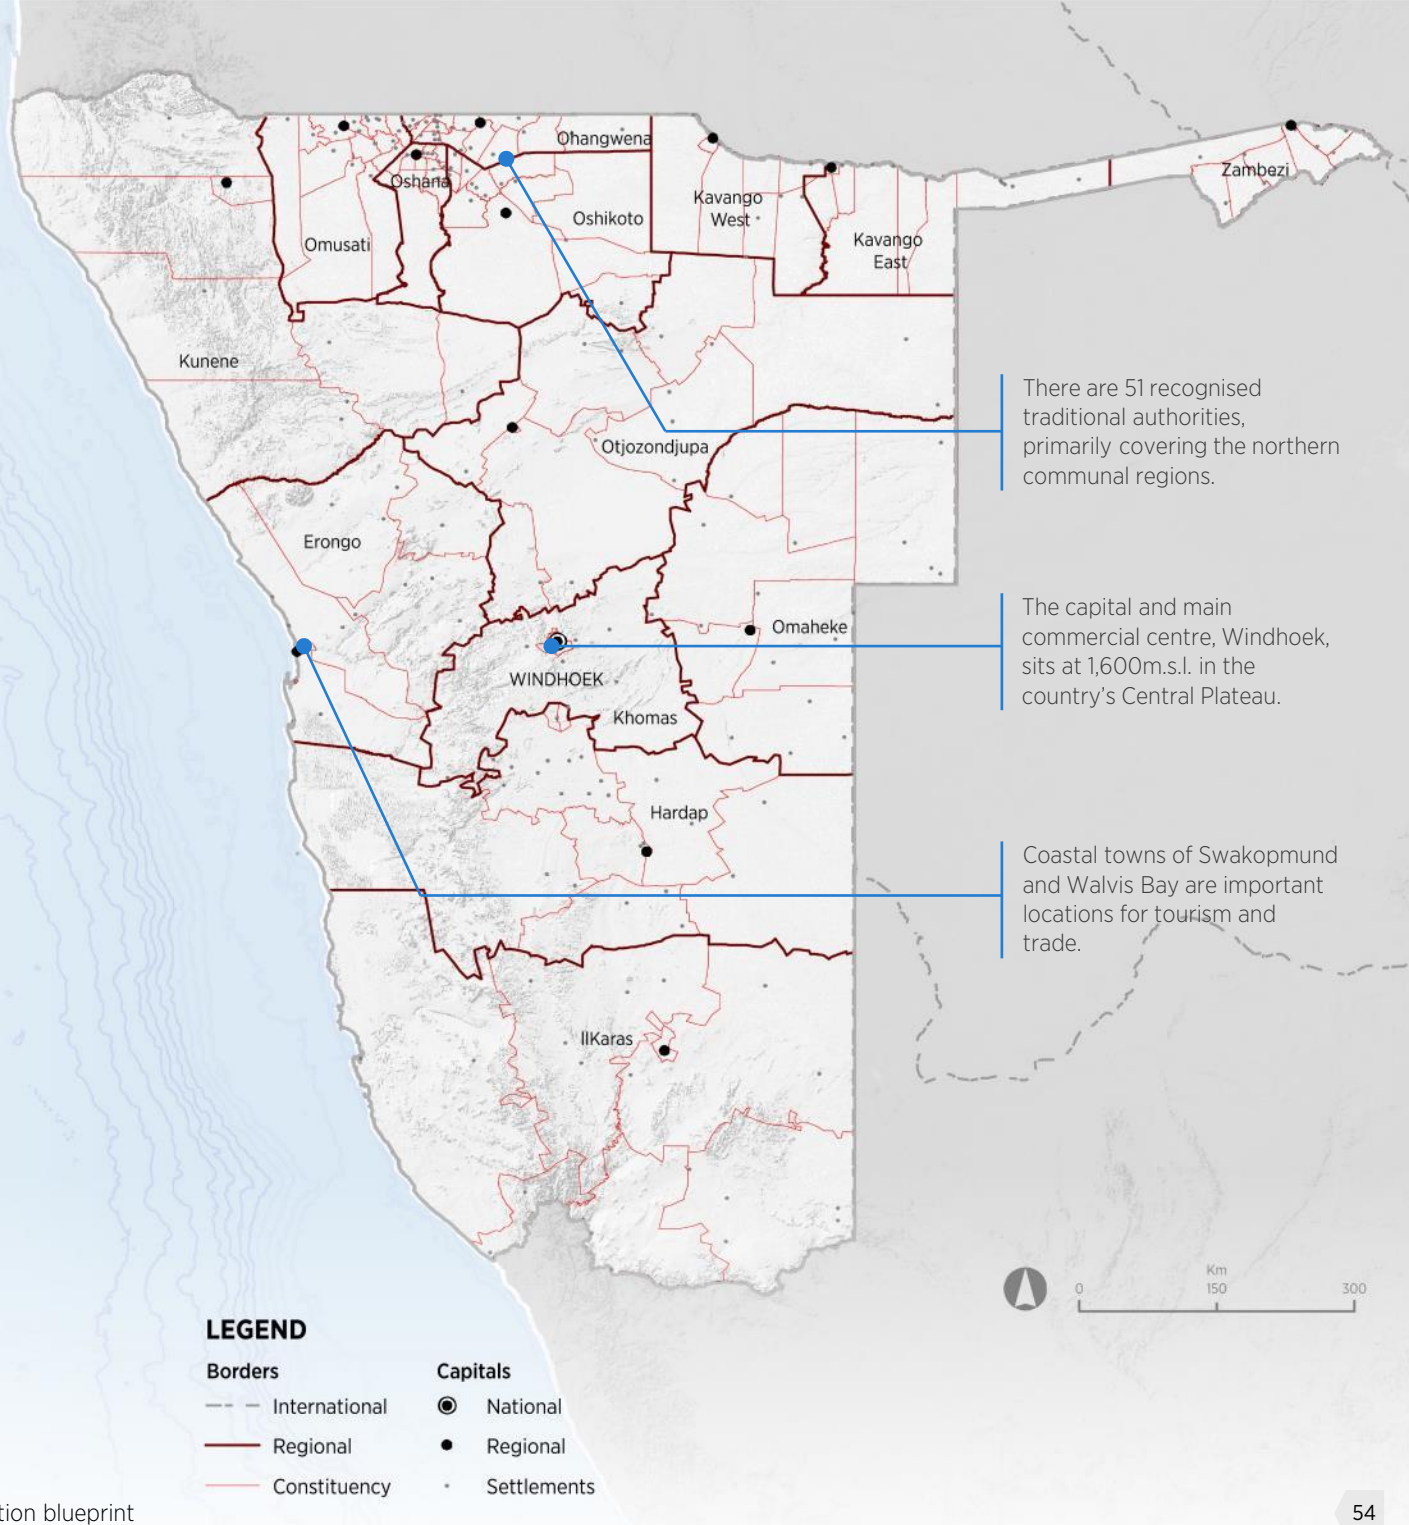 Ohangwena
Oshana
Zambezi
Kavango
West
Oshikoto
Kavango
East
Omusati
Kunene
There are 51 recognised
traditional authorities,
primarily covering the northern
communal regions.
Otjozondjupa
Erongo
The capital and main
commercial centre, Windhoek,
sits at 1,600m.s.l. in the
country's Central Plateau.
Omaheke
WINDHOEK
Khomas
Hardap
Coastal towns of Swakopmund
and Walvis Bay are important
locations for tourism and
trade.
IIKaras
Km
0 150 300
LEGEND
Borders
International
Regional
Constituency
Capitals
National
Regional
Settlements
tion blueprint
54